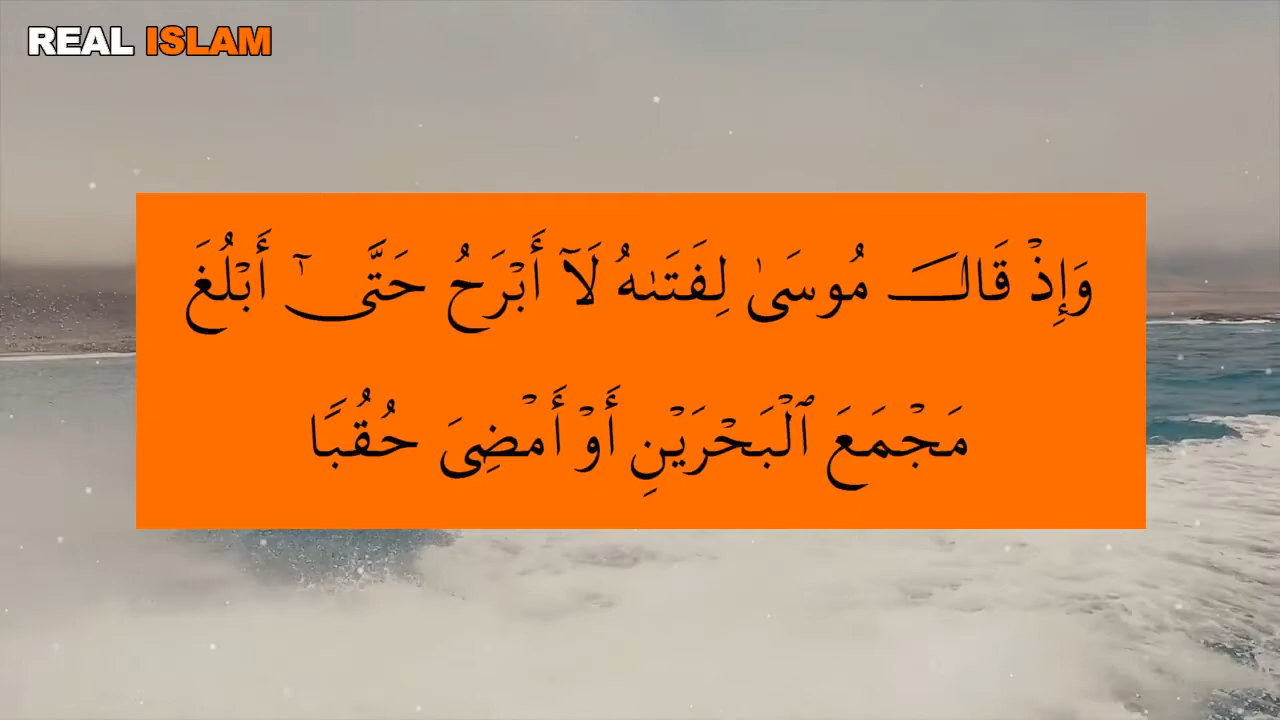 REAL ISLAM
وَإِذْ قَالَ مُوسَىٰ لِفَتَىٰهُ لَآ أَبْرَحُ حَتَّىٰٓ أَبْلُغَ
مَجْمَعَ ٱلْبَحْرَيْنِ أَوْ أَمْضِىَ حُقُبًا